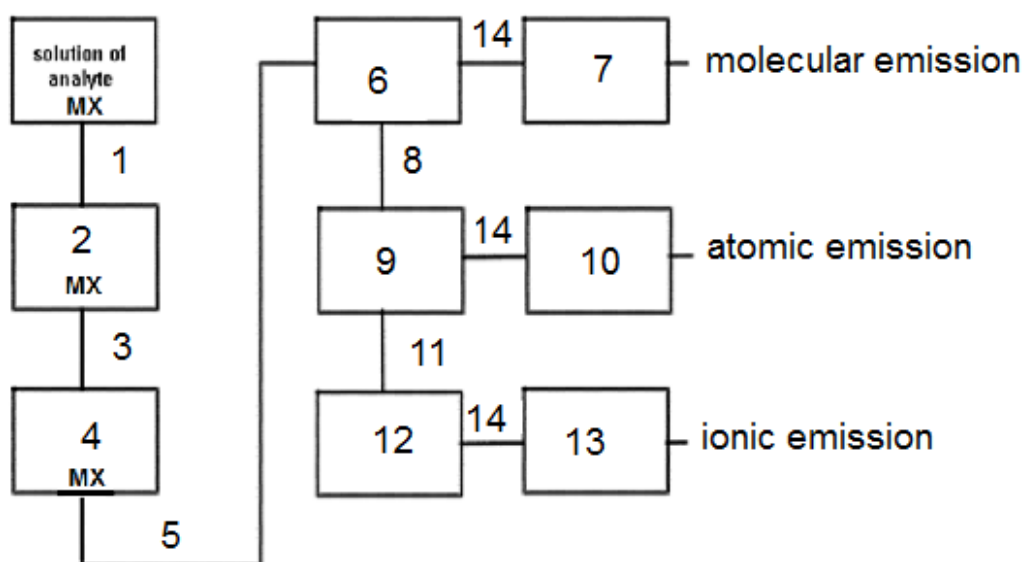 solution of
analyte
MX
1
2
MX
3
4
MX
5
6
14
7
molecular emission
8
9
14
10
atomic emission
11
12
14
13
ionic emission